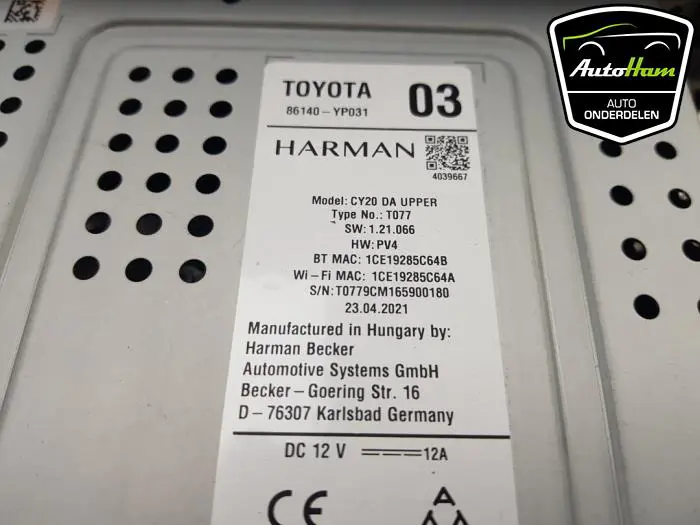 TOYOTA 03
86140-YP031
HARMAN
4039667
Model: CY20 DA UPPER
Type No.: T077
SW: 1.21.066
HW: PV4
BT MAC: 1CE19285C64B
Wi-Fi MAC: 1CE19285C64A
S/N: T0779CM165900180
23.04.2021
Manufactured in Hungary by:
Harman Becker
Automotive Systems GmbH
Becker-Goering Str. 16
D-76307 Karlsbad Germany
DC 12 V 12A
CE
AutoHam
AUTO
ONDERDELEN